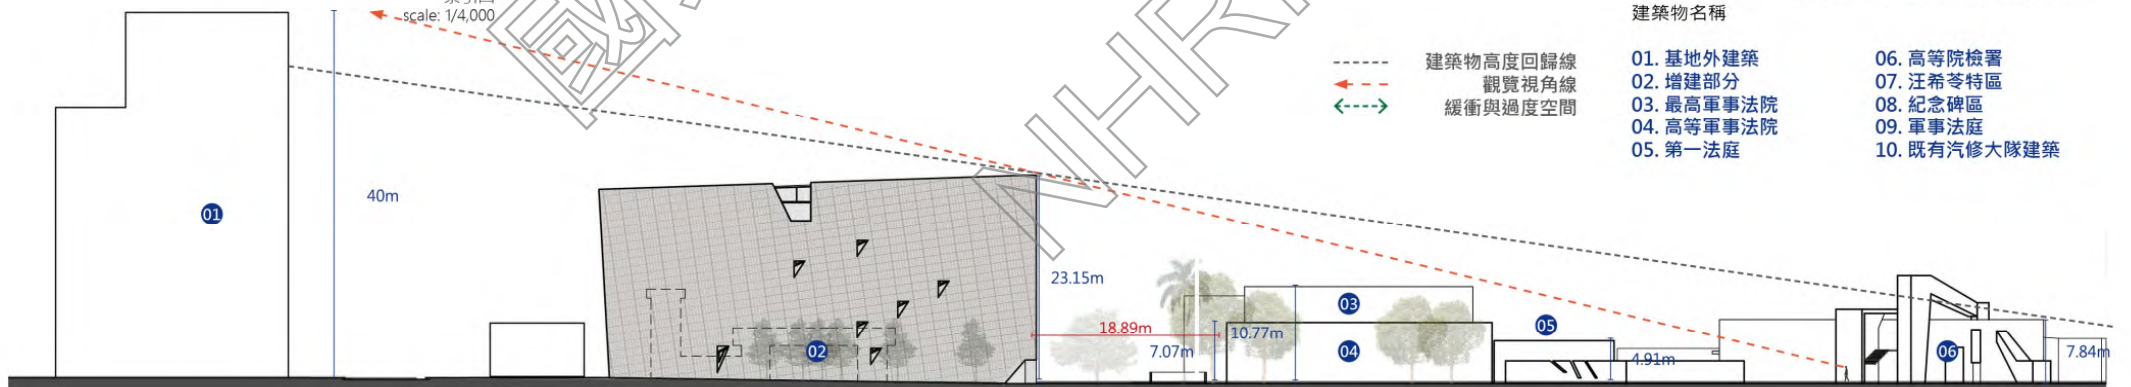 scale: 1/4,000
建築物名稱
建築物高度回歸線
觀覽視角線
緩衝與過度空間
01. 基地外建築
02. 增建部分
03. 最高軍事法院
04. 高等軍事法院
05. 第一法庭
06. 高等院檢署
07. 汪希苓特區
08. 紀念碑區
09. 軍事法庭
10. 既有汽修大隊建築
國
NHR
40m
01
23.15m
18.89m
7.07m
10.77m
03
04
05
4.91m
02
06
7.84m